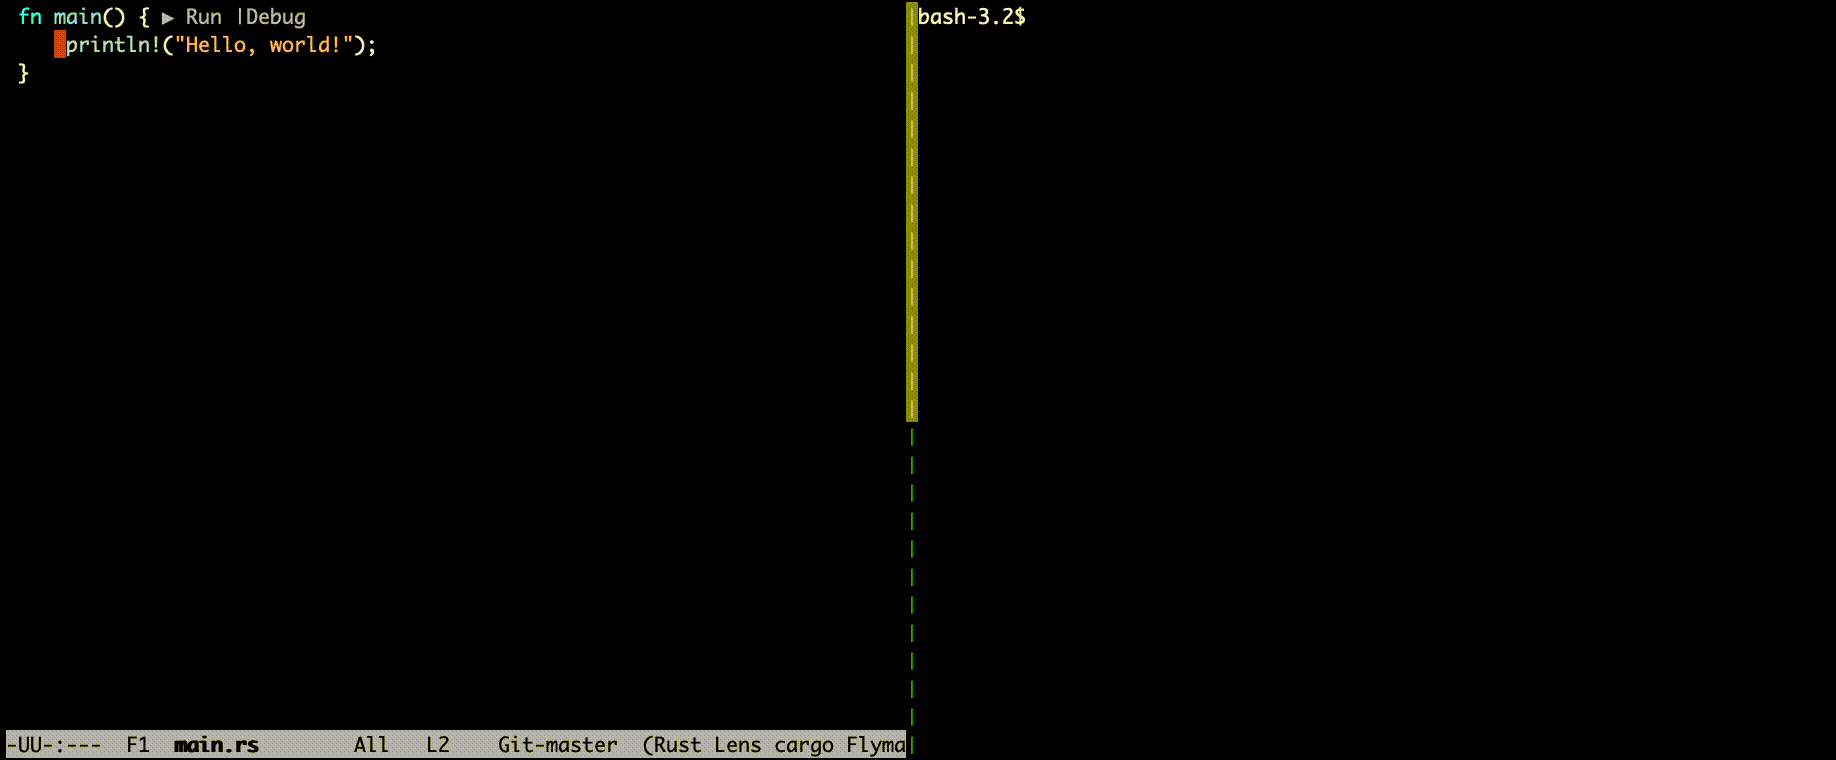 fn main() { ▶ Run |Debug
    println!("Hello, world!");
}
-UU-:---  F1  main.rs        All   L2    Git-master  (Rust Lens cargo Flyma
bash-3.2$